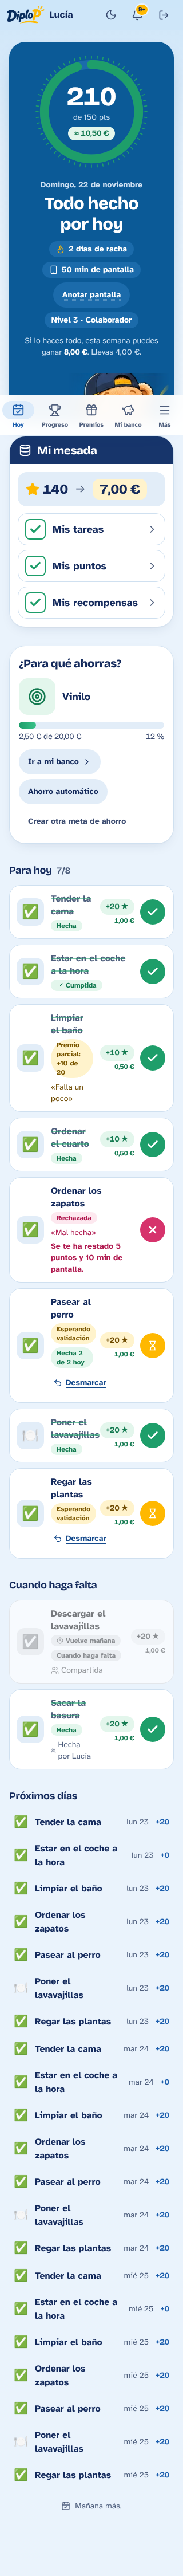 Diplop
Lucía
9+
210
de 150 pts
≈ 10,50 €
Domingo, 22 de noviembre
Todo hecho
por hoy
2 días de racha
50 min de pantalla
Anotar pantalla
Nivel 3 · Colaborador
Si lo haces todo, esta semana puedes
ganar 8,00 €. Llevas 4,00 €.
Hoy
Progreso
Premios
Mi banco
Más
Mi mesada
140 → 7,00 €
Mis tareas
Mis puntos
Mis recompensas
¿Para qué ahorras?
Vinilo
2,50 € de 20,00 €
12 %
Ir a mi banco
Ahorro automático
Crear otra meta de ahorro
Para hoy 7/8
Tender la
cama
Hecha
+20 ★
1,00 €
Estar en el coche
a la hora
Cumplida
Limpiar
el baño
Premio
parcial:
+10 de
20
«Falta un
poco»
+10 ★
0,50 €
Ordenar
el cuarto
Hecha
+10 ★
0,50 €
Ordenar los
zapatos
Rechazada
«Mal hecha»
Se te ha restado 5
puntos y 10 min de
pantalla.
Pasear al
perro
Esperando
validación
Hecha 2
de 2 hoy
+20 ★
1,00 €
Desmarcar
Poner el
lavavajillas
Hecha
+20 ★
1,00 €
Regar las
plantas
Esperando
validación
+20 ★
1,00 €
Desmarcar
Cuando haga falta
Descargar el
lavavajillas
Vuelve mañana
Cuando haga falta
Compartida
+20 ★
1,00 €
Sacar la
basura
Hecha
Hecha
por Lucía
+20 ★
1,00 €
Próximos días
Tender la cama lun 23 +20
Estar en el coche a
la hora lun 23 +0
Limpiar el baño lun 23 +20
Ordenar los
zapatos lun 23 +20
Pasear al perro lun 23 +20
Poner el
lavavajillas lun 23 +20
Regar las plantas lun 23 +20
Tender la cama mar 24 +20
Estar en el coche a
la hora mar 24 +0
Limpiar el baño mar 24 +20
Ordenar los
zapatos mar 24 +20
Pasear al perro mar 24 +20
Poner el
lavavajillas mar 24 +20
Regar las plantas mar 24 +20
Tender la cama mié 25 +20
Estar en el coche a
la hora mié 25 +0
Limpiar el baño mié 25 +20
Ordenar los
zapatos mié 25 +20
Pasear al perro mié 25 +20
Poner el
lavavajillas mié 25 +20
Regar las plantas mié 25 +20
Mañana más.